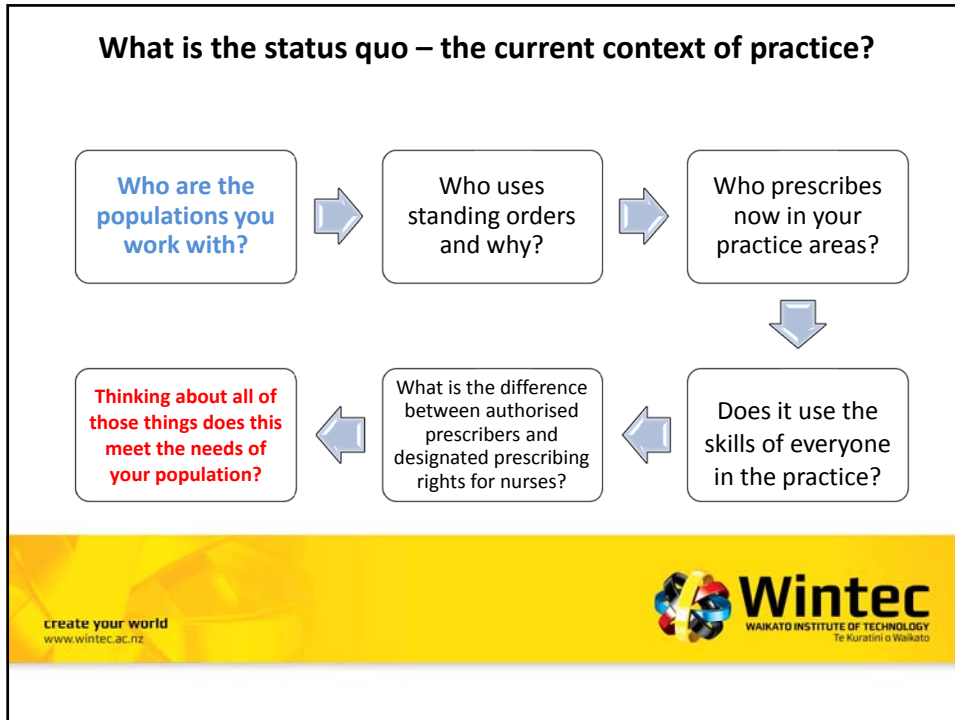 What is the status quo – the current context of practice?
Who are the
populations you
work with?
Who uses
standing orders
and why?
Who prescribes
now in your
practice areas?
Does it use the
skills of everyone
in the practice?
What is the difference
between authorised
prescribers and
designated prescribing
rights for nurses?
Thinking about all of
those things does this
meet the needs of
your population?
create your world
www.wintec.ac.nz
Wintec
WAIKATO INSTITUTE OF TECHNOLOGY
Te Kuratini o Waikato